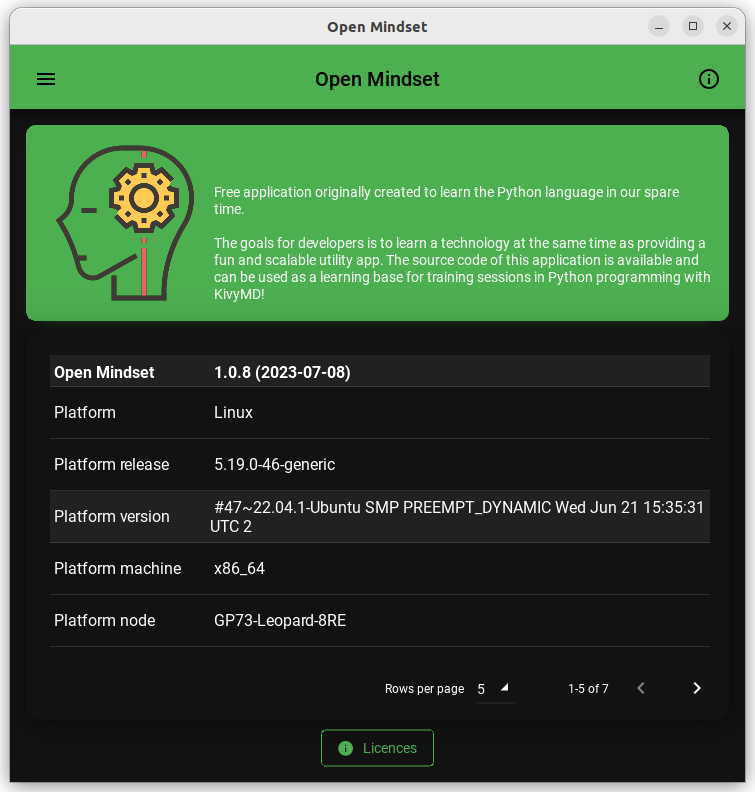 Open Mindset
Open Mindset
Free application originally created to learn the Python language in our spare
time.
The goals for developers is to learn a technology at the same time as providing a
fun and scalable utility app. The source code of this application is available and
can be used as a learning base for training sessions in Python programming with
KivyMD!
Open Mindset 1.0.8 (2023-07-08)
Platform Linux
Platform release 5.19.0-46-generic
Platform version #47~22.04.1-Ubuntu SMP PREEMPT_DYNAMIC Wed Jun 21 15:35:31
UTC 2
Platform machine x86_64
Platform node GP73-Leopard-8RE
Rows per page 5 1-5 of 7
Licences